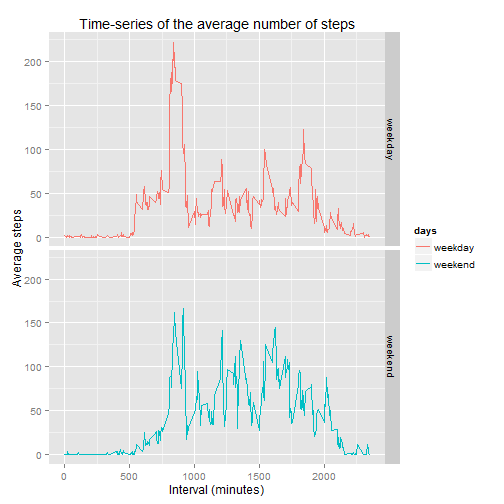 Time-series of the average number of steps
Average steps
200
150
100
50
0
weekday
200
150
100
50
0
weekend
0 500 1000 1500 2000
Interval (minutes)
days
weekday
weekend